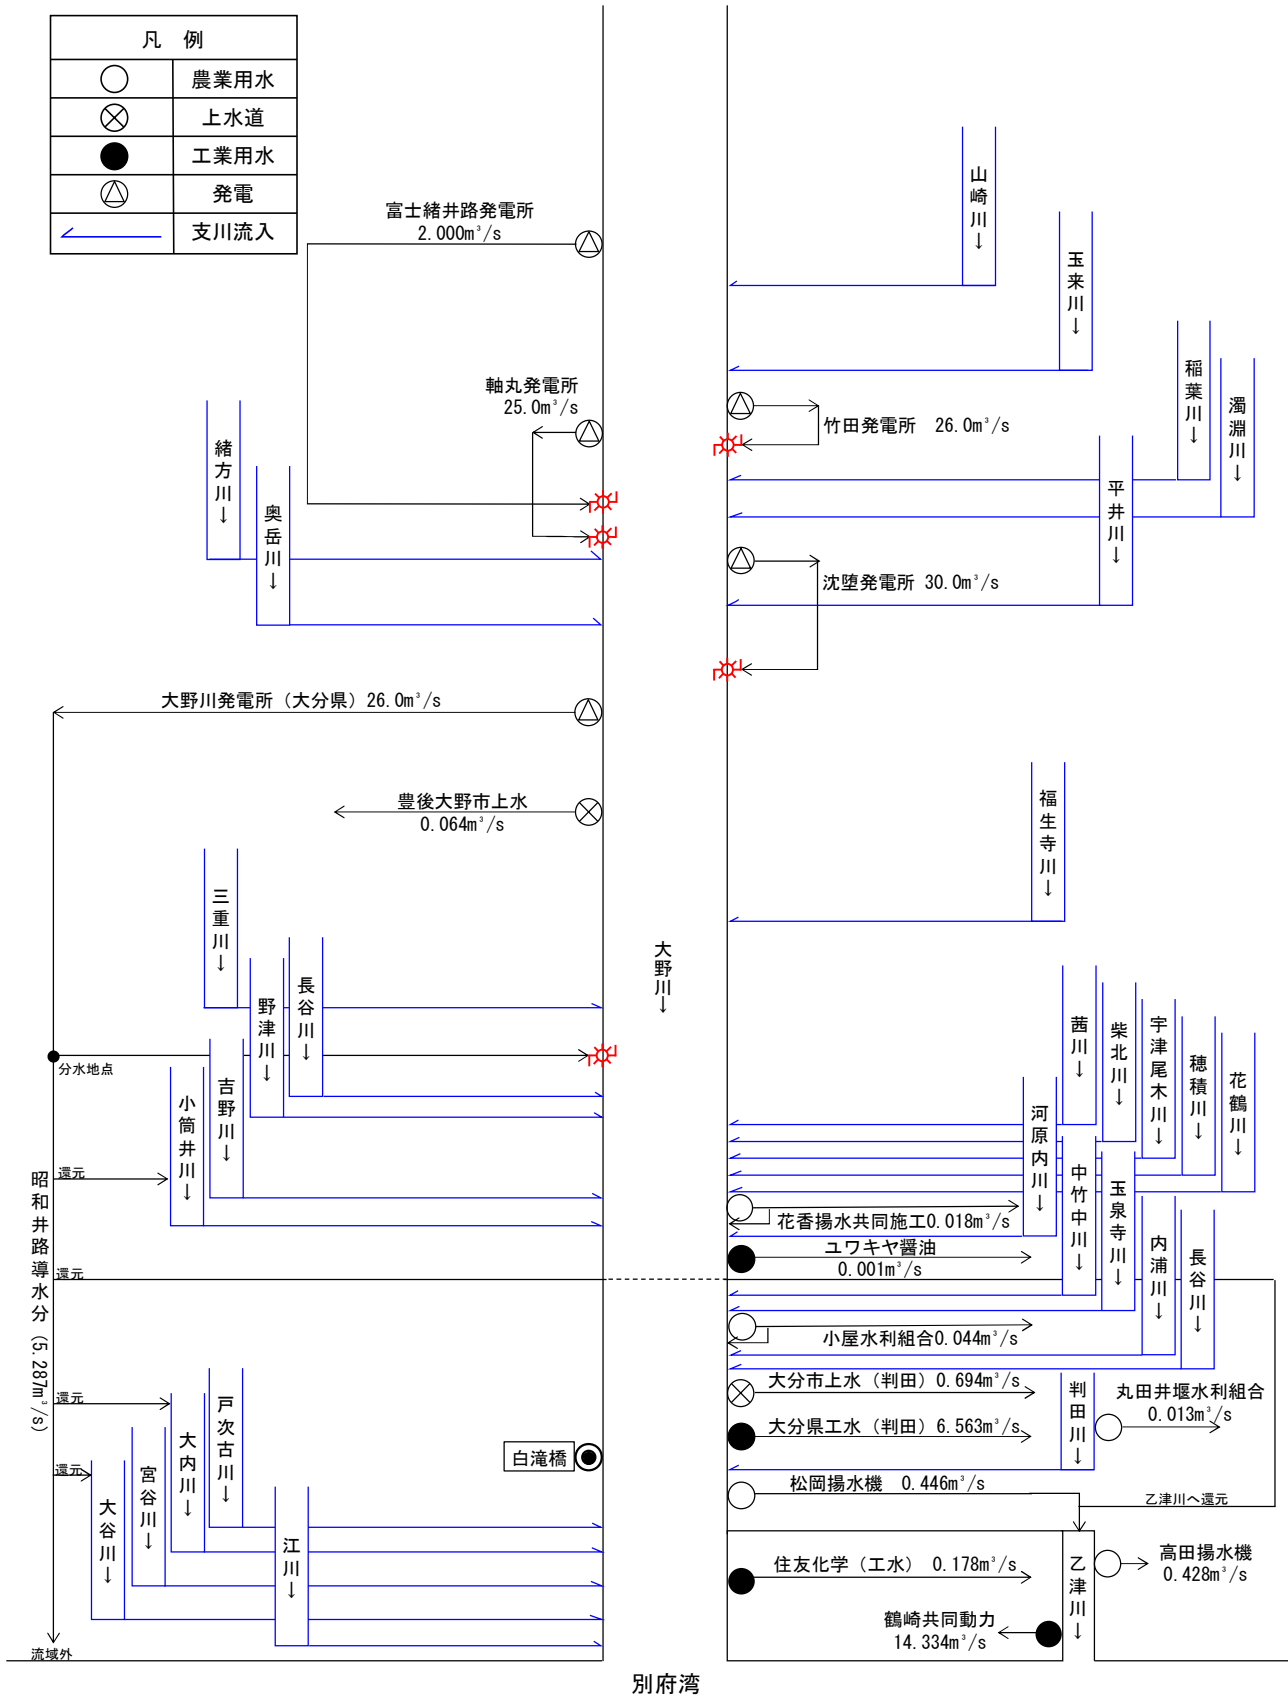 凡 例
農業用水
上水道
工業用水
発電
支川流入
富士緒井路発電所
2.000m³/s
山崎川→
玉来川→
稲葉川→
濁淵川→
軸丸発電所
25.0m³/s
竹田発電所 26.0m³/s
緒方川→
奥岳川→
平井川→
沈堕発電所 30.0m³/s
大野川発電所（大分県）26.0m³/s
豊後大野市上水
0.064m³/s
福生寺川→
三重川→
野津川→
長谷川→
大野川→
分水地点
小筒井川→
吉野川→
茜川→
柴北川→
宇津尾木川→
穂積川→
花鶴川→
河原内川→
中竹中川→
玉泉寺川→
内浦川→
長谷川→
還元
昭和井路導水分（5.287m³/s）
花香揚水共同施工0.018m³/s
ユワキヤ醤油
0.001m³/s
還元
小屋水利組合0.044m³/s
大分市上水（判田）0.694m³/s
大分県工水（判田）6.563m³/s
判田川→
丸田井堰水利組合
0.013m³/s
還元
戸次古川→
大内川→
宮谷川→
大谷川→
江川→
還元
白滝橋
松岡揚水機 0.446m³/s
乙津川へ還元
住友化学（工水） 0.178m³/s
乙津川→
高田揚水機
0.428m³/s
鶴崎共同動力
14.334m³/s
流域外
別府湾